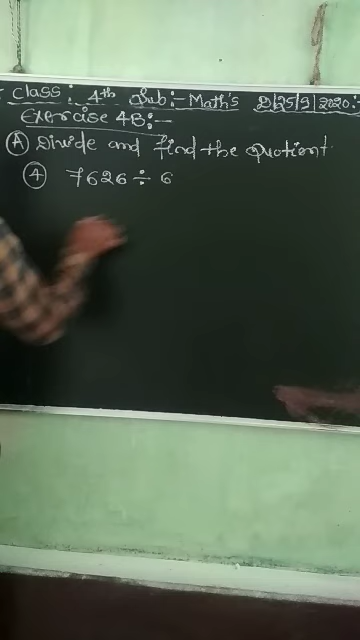 Class: 4th Sub:- Math's D/25/9/2020:-
Exercise 4B:-
(A) Divide and find the Quotient.
(4) 7626 ÷ 6